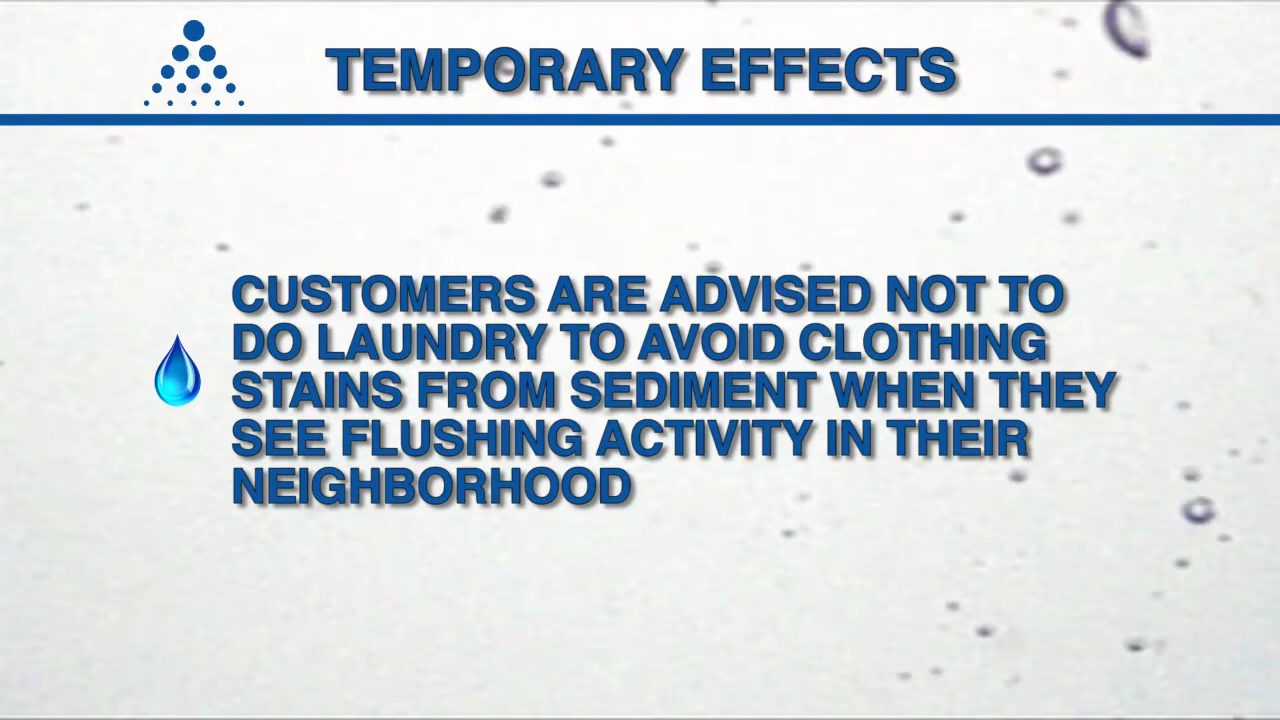 TEMPORARY EFFECTS
CUSTOMERS ARE ADVISED NOT TO
DO LAUNDRY TO AVOID CLOTHING
STAINS FROM SEDIMENT WHEN THEY
SEE FLUSHING ACTIVITY IN THEIR
NEIGHBORHOOD